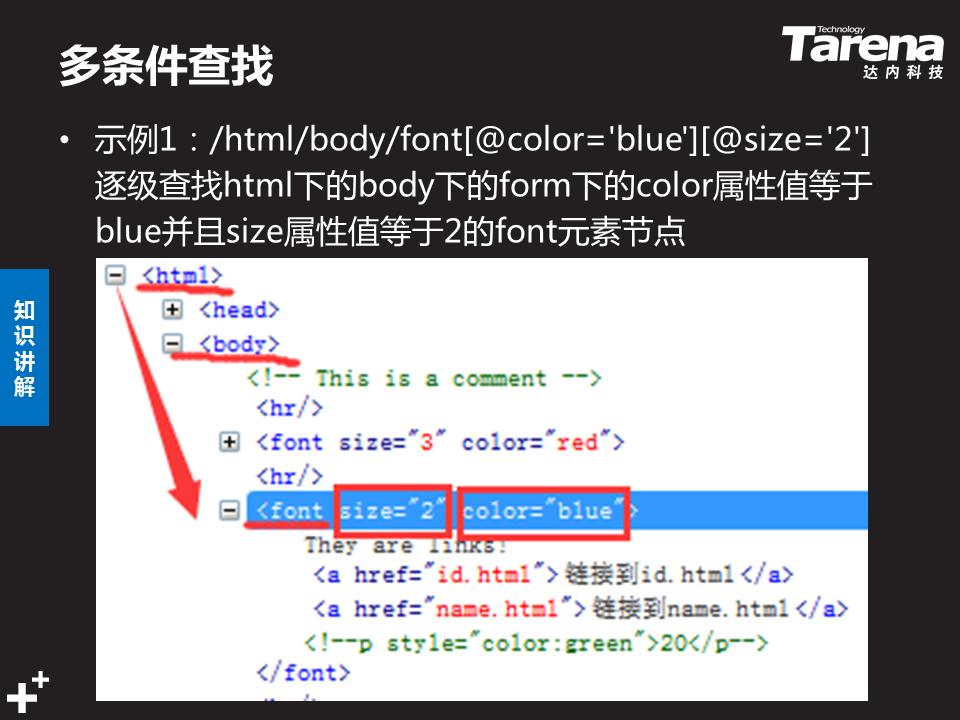 多条件查找
Technology
Tarena
达内科技
• 示例1：/html/body/font[@color='blue'][@size='2']
逐级查找html下的body下的form下的color属性值等于
blue并且size属性值等于2的font元素节点
知识讲解
<html>
<head>
<body>
<!-- This is a comment -->
<hr/>
<font size="3" color="red">
<hr/>
<font size="2" color="blue">
They are links!
<a href="id.html">链接到id.html</a>
<a href="name.html">链接到name.html</a>
<!--p style="color:green">20</p-->
</font>